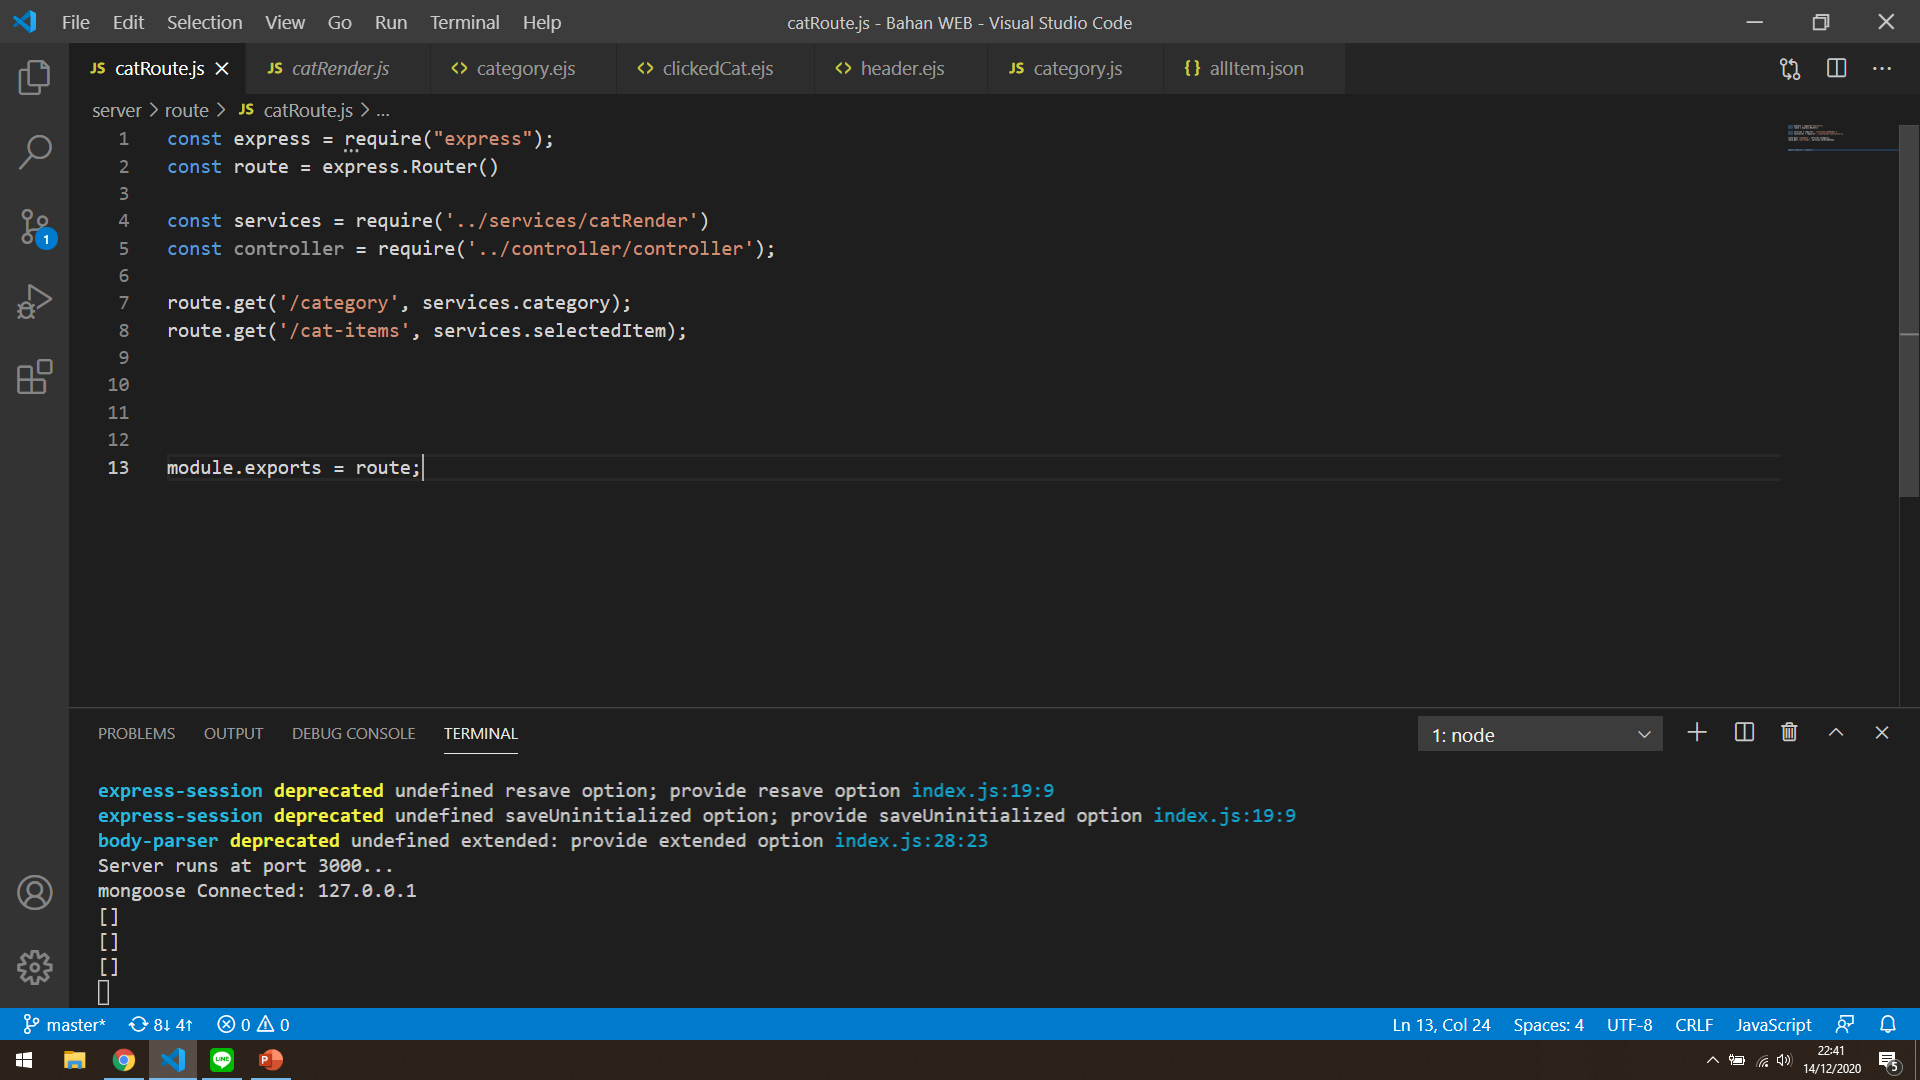 File Edit Selection View Go Run Terminal Help
catRoute.js - Bahan WEB - Visual Studio Code
JS catRoute.js JS catRender.js <> category.ejs <> clickedCat.ejs <> header.ejs JS category.js {} allItem.json
server > route > JS catRoute.js > ...
1 const express = require("express");
2 const route = express.Router()
3
4 const services = require('../services/catRender')
5 const controller = require('../controller/controller');
6
7 route.get('/category', services.category);
8 route.get('/cat-items', services.selectedItem);
9
10
11
12
13 module.exports = route;
1
PROBLEMS OUTPUT DEBUG CONSOLE TERMINAL
1: node
express-session deprecated undefined resave option; provide resave option index.js:19:9
express-session deprecated undefined saveUninitialized option; provide saveUninitialized option index.js:19:9
body-parser deprecated undefined extended: provide extended option index.js:28:23
Server runs at port 3000...
mongoose Connected: 127.0.0.1
[]
[]
[]
master* 8↓ 4↑ 0 0
Ln 13, Col 24 Spaces: 4 UTF-8 CRLF JavaScript
LINE P
22:41
14/12/2020
5